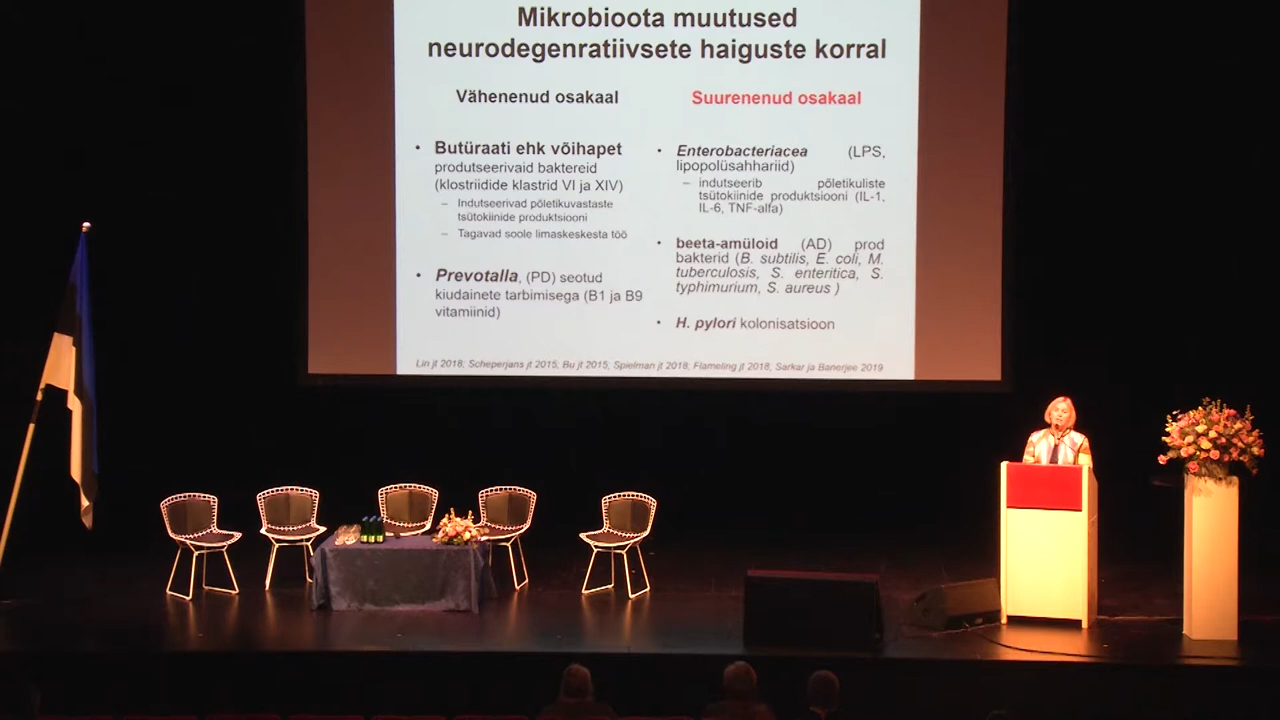 Mikrobioota muutused
neurodegenratiivsete haiguste korral
Vähenenud osakaal
• Butüraati ehk võihapet
produtseerivaid baktereid
(klostriidide klastrid VI ja XIV)
– Indutseerivad põletikuvastaste
tsütokiinide produktsiooni
– Tagavad soole limaskeskesta töö
• Prevotalla, (PD) seotud
kiudainete tarbimisega (B1 ja B9
vitamiinid)
Suurenenud osakaal
• Enterobacteriacea (LPS,
lipopolüsahhariid)
– indutseerib põletikuliste
tsütokiinide produktsiooni (IL-1,
IL-6, TNF-alfa)
• beeta-amüloid (AD) prod
bakterid (B. subtilis, E. coli, M.
tuberculosis, S. enteritica, S.
typhimurium, S. aureus )
• H. pylori kolonisatsioon
Lin jt 2018; Scheperjans jt 2015; Bu jt 2015; Spielman jt 2018; Flameling jt 2018; Sarkar ja Banerjee 2019